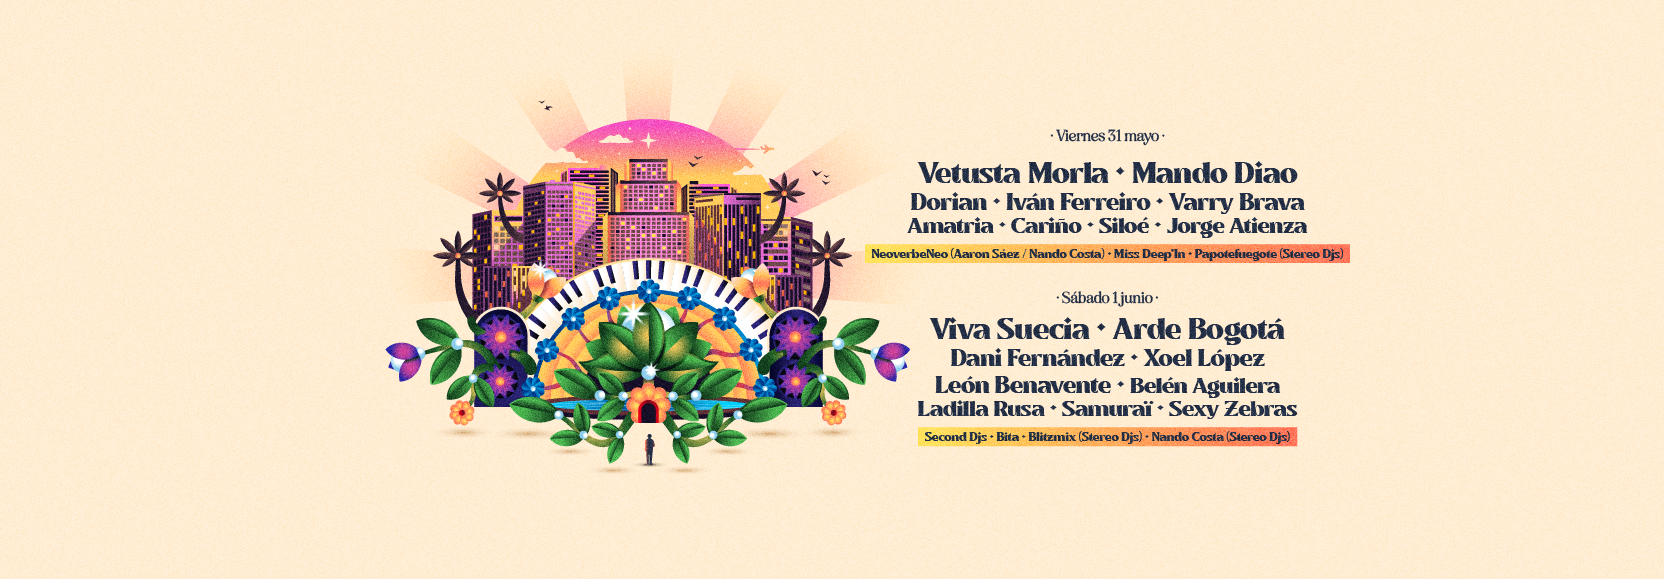 · Viernes 31 mayo ·
Vetusta Morla · Mando Diao
Dorian · Iván Ferreiro · Varry Brava
Amatria · Cariño · Siloé · Jorge Atienza
NeoverbeNeo (Aaron Sáez / Nando Costa) · Miss Deep'In · Papotefuegote (Stereo Djs)
· Sábado 1 junio ·
Viva Suecia · Arde Bogotá
Dani Fernández · Xoel López
León Benavente · Belén Aguilera
Ladilla Rusa · Samuraï · Sexy Zebras
Second Djs · Bita · Blitzmix (Stereo Djs) · Nando Costa (Stereo Djs)